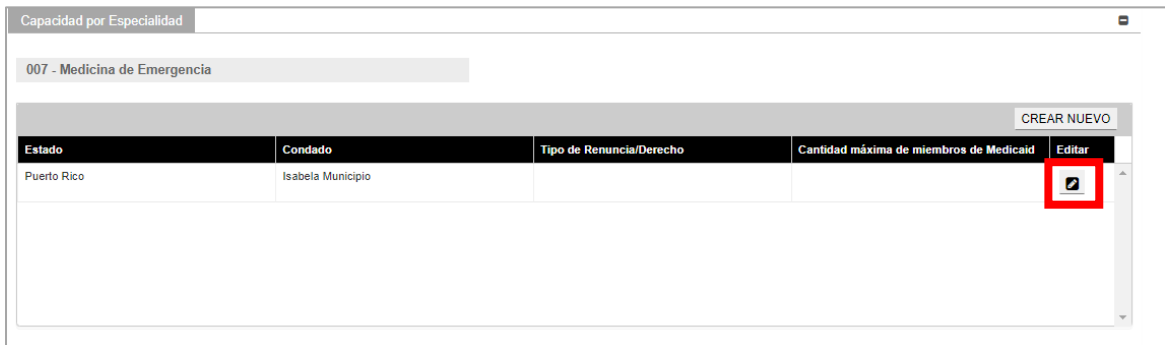 Capacidad por Especialidad
007 - Medicina de Emergencia
CREAR NUEVO
Estado Condado Tipo de Renuncia/Derecho Cantidad máxima de miembros de Medicaid Editar
Puerto Rico Isabela Municipio